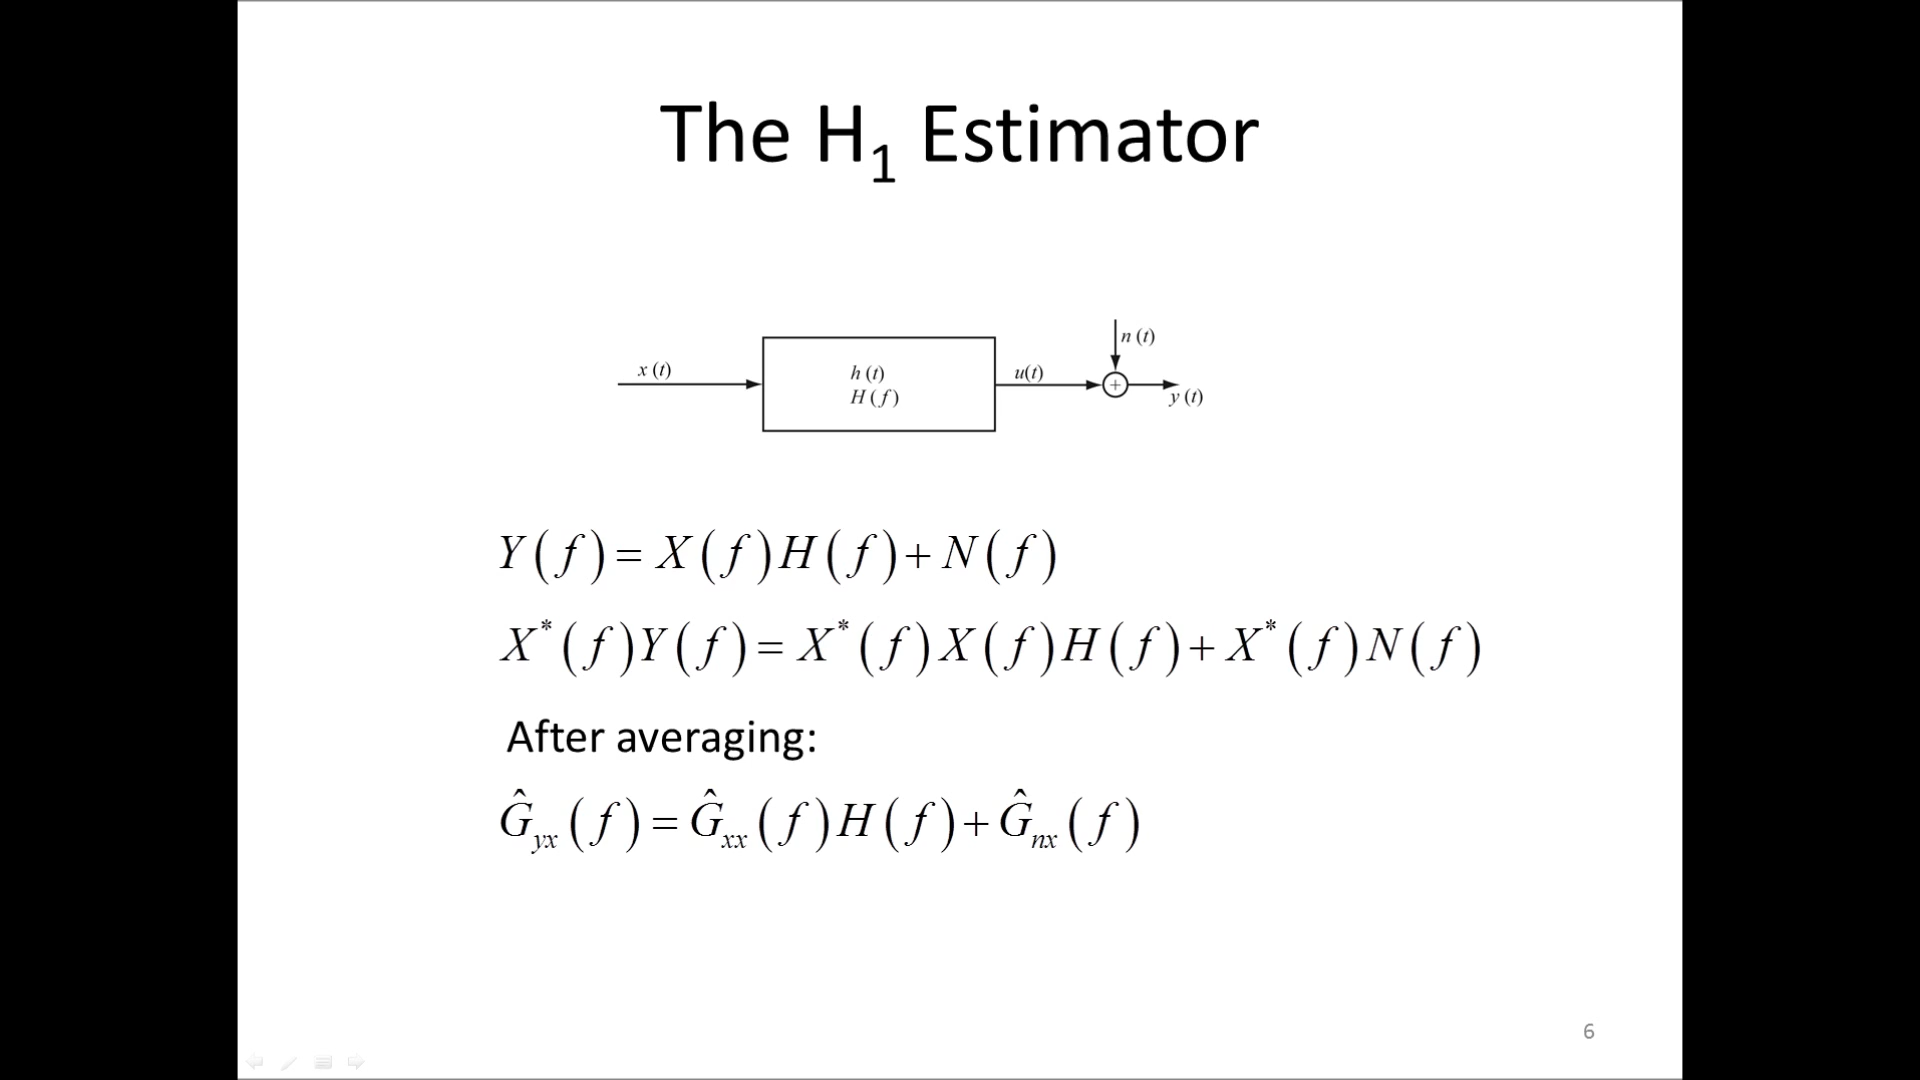 The H₁ Estimator
n (t)
x (t)
h (t)
H (f)
u(t)
+
y (t)
Y(f) = X(f)H(f) + N(f)
X*(f)Y(f) = X*(f)X(f)H(f) + X*(f)N(f)
After averaging:
Ĝyx(f) = Ĝxx(f)H(f) + Ĝnx(f)
6